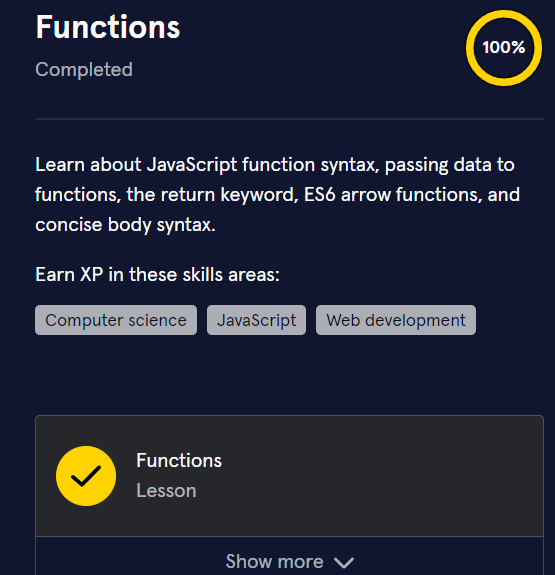 Functions
100%
Completed
Learn about JavaScript function syntax, passing data to
functions, the return keyword, ES6 arrow functions, and
concise body syntax.
Earn XP in these skills areas:
Computer science JavaScript Web development
Functions
Lesson
Show more